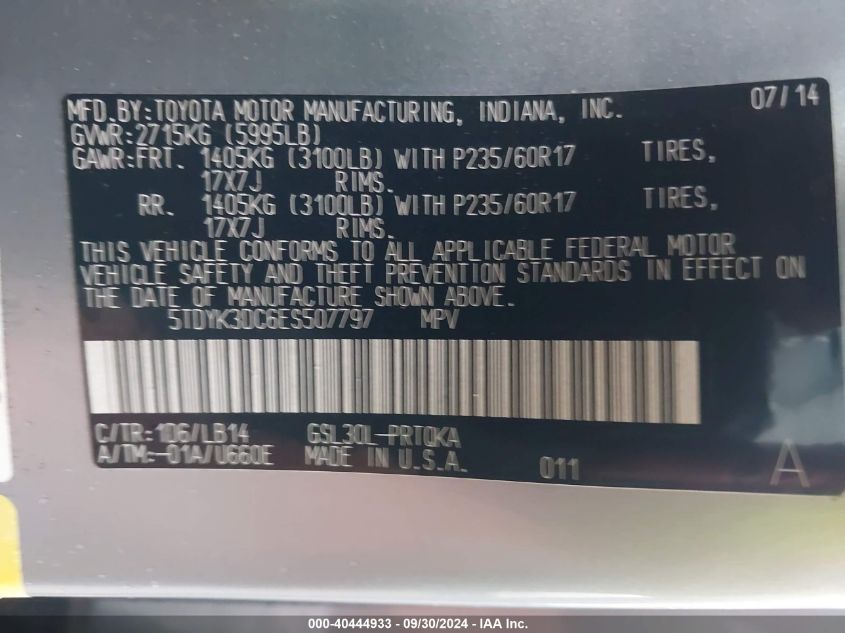 MFD.BY:TOYOTA MOTOR MANUFACTURING, INDIANA, INC. 07/14
GVWR:2715KG (5995LB)
GAWR:FRT. 1405KG (3100LB) WITH P235/60R17 TIRES,
17X7J RIMS.
RR. 1405KG (3100LB) WITH P235/60R17 TIRES,
17X7J RIMS.
THIS VEHICLE CONFORMS TO ALL APPLICABLE FEDERAL MOTOR
VEHICLE SAFETY AND THEFT PREVENTION STANDARDS IN EFFECT ON
THE DATE OF MANUFACTURE SHOWN ABOVE.
5TDYK3DC6ES507797 MPV
C/TR:1D6/LB14 GSL30L-PRTQKA
A/TM:-01A/U660E MADE IN U.S.A. 011 A
000-40444933 - 09/30/2024 - IAA Inc.